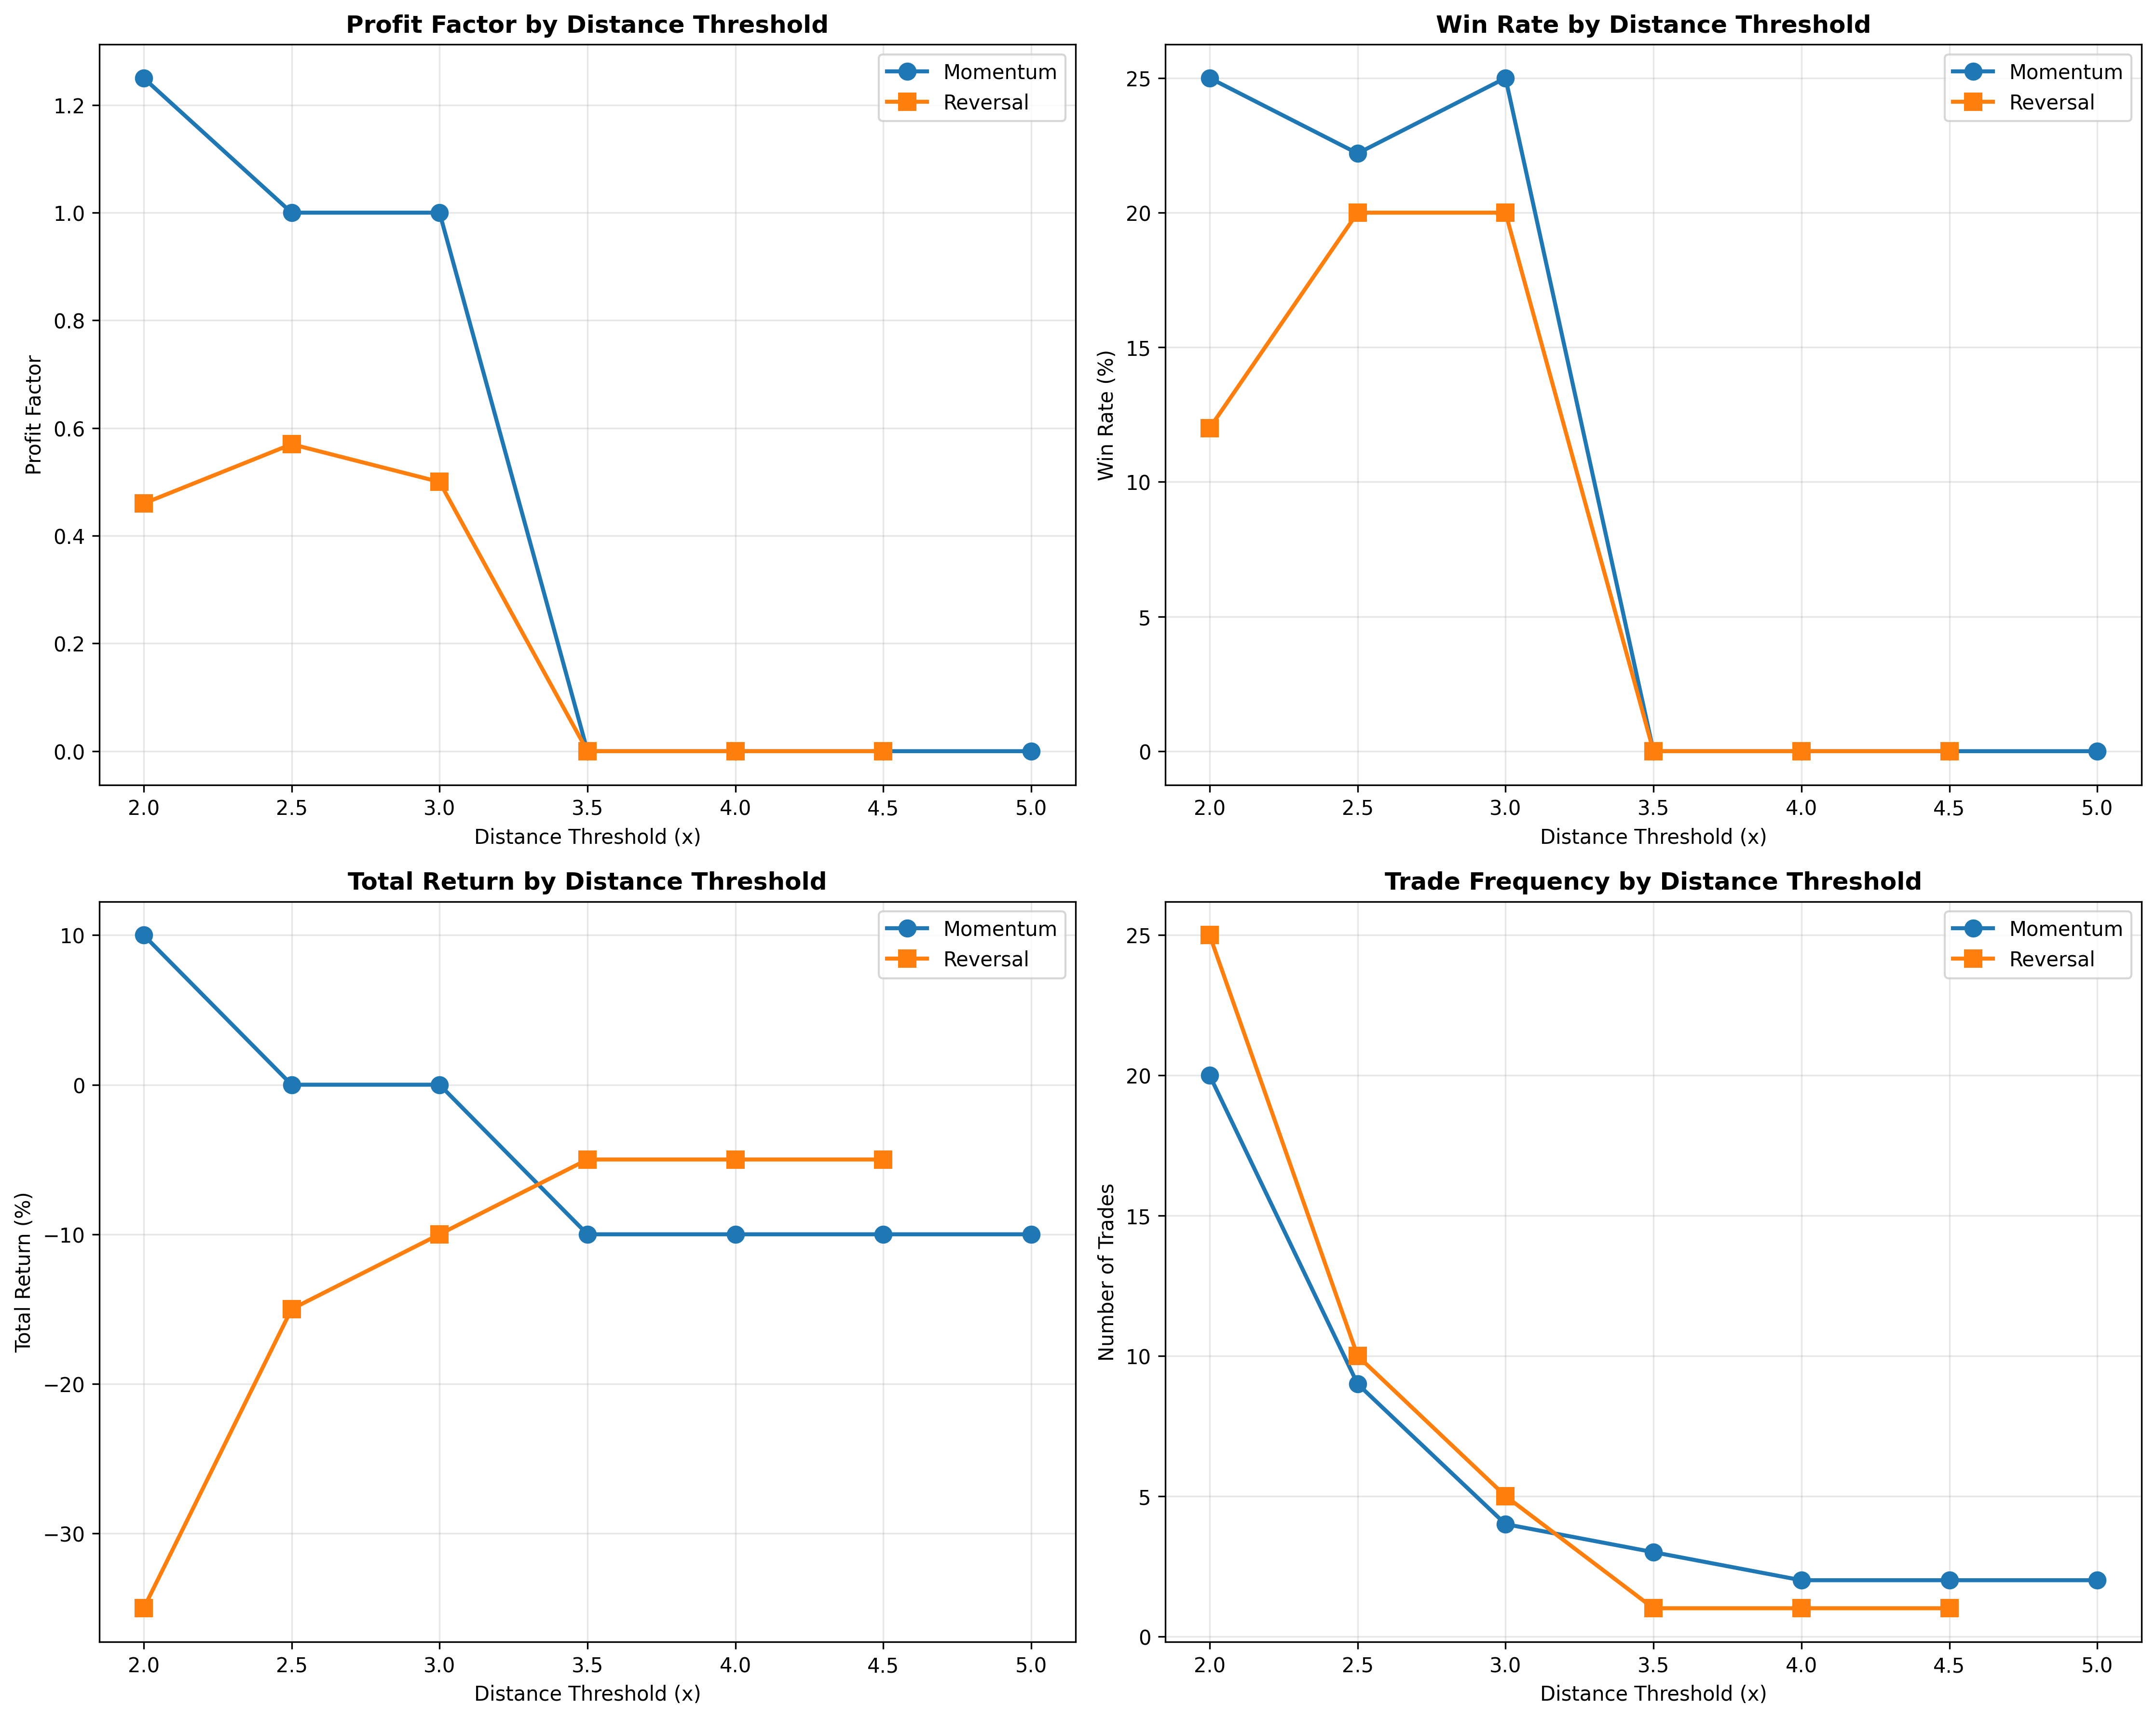 Profit Factor by Distance Threshold
Momentum
Reversal
1.2
1.0
0.8
0.6
0.4
0.2
0.0
Profit Factor
2.0 2.5 3.0 3.5 4.0 4.5 5.0
Distance Threshold (x)
Win Rate by Distance Threshold
Momentum
Reversal
25
20
15
10
5
0
Win Rate (%)
2.0 2.5 3.0 3.5 4.0 4.5 5.0
Distance Threshold (x)
Total Return by Distance Threshold
Momentum
Reversal
10
0
−10
−20
−30
Total Return (%)
2.0 2.5 3.0 3.5 4.0 4.5 5.0
Distance Threshold (x)
Trade Frequency by Distance Threshold
Momentum
Reversal
25
20
15
10
5
0
Number of Trades
2.0 2.5 3.0 3.5 4.0 4.5 5.0
Distance Threshold (x)